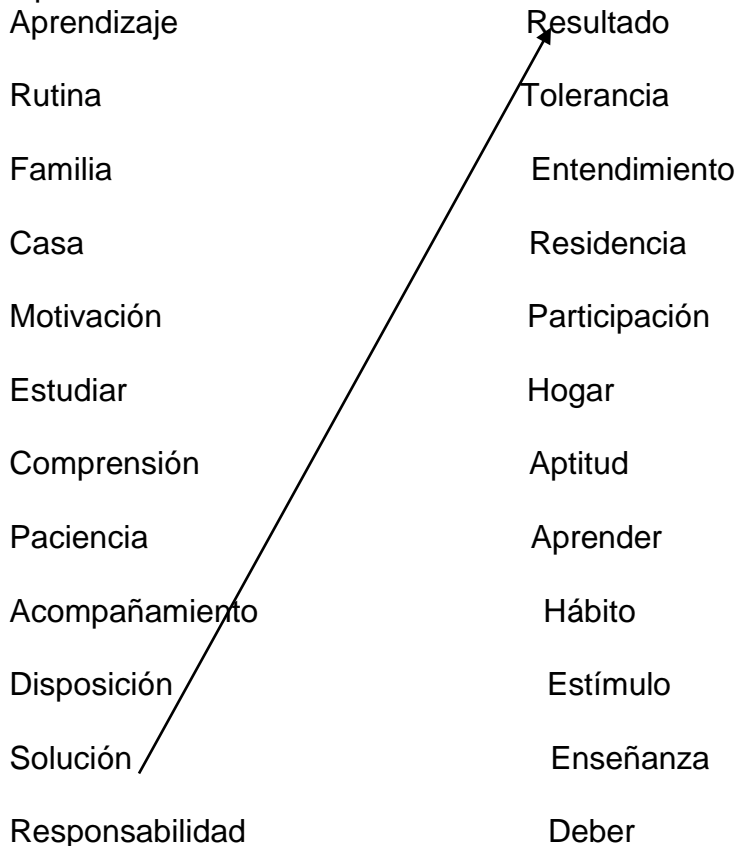 Aprendizaje Resultado
Rutina Tolerancia
Familia Entendimiento
Casa Residencia
Motivación Participación
Estudiar Hogar
Comprensión Aptitud
Paciencia Aprender
Acompañamiento Hábito
Disposición Estímulo
Solución Enseñanza
Responsabilidad Deber